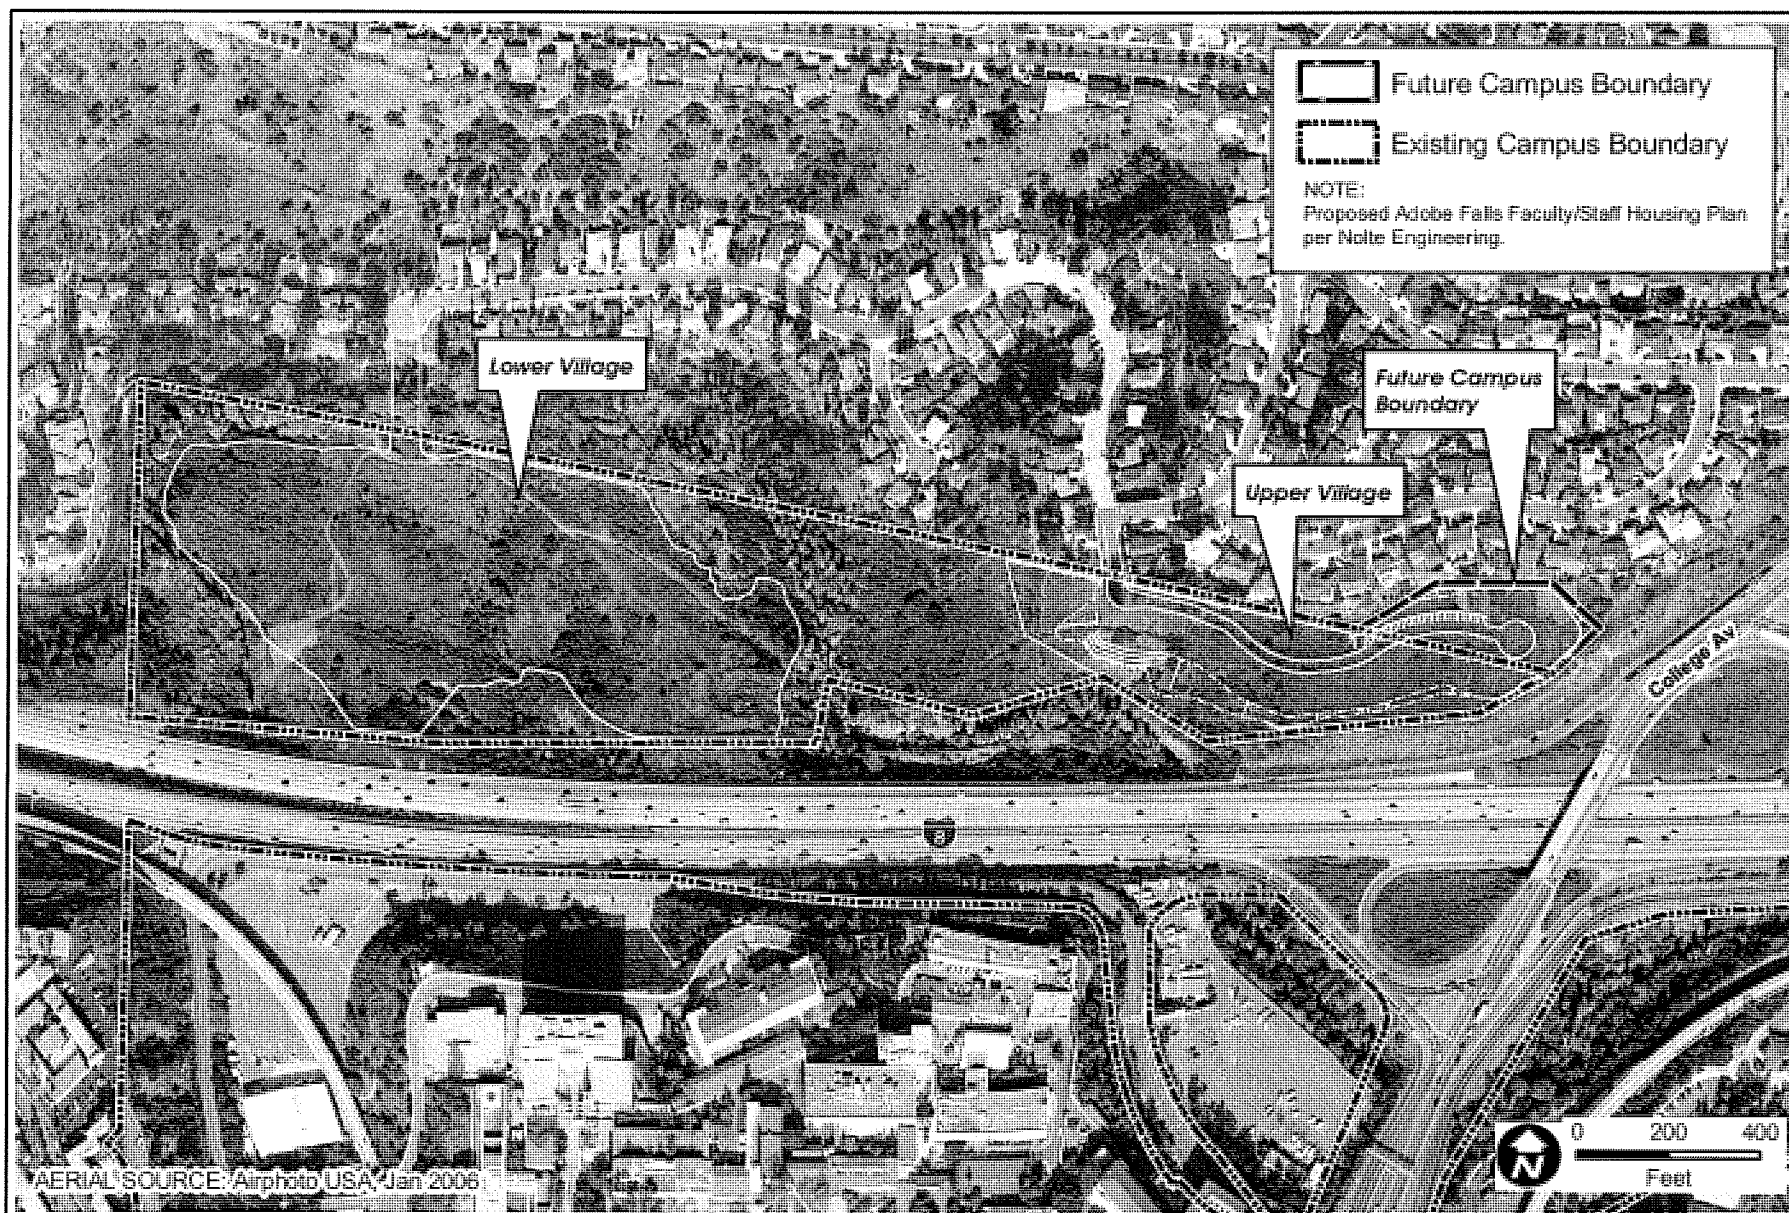 Future Campus Boundary
Existing Campus Boundary
NOTE:
Proposed Adobe Falls Faculty/Staff Housing Plan
per Nolte Engineering.
Lower Village
Future Campus
Boundary
Upper Village
College Av
8
0 200 400
Feet
N
AERIAL SOURCE: Airphoto USA, Jan 2006